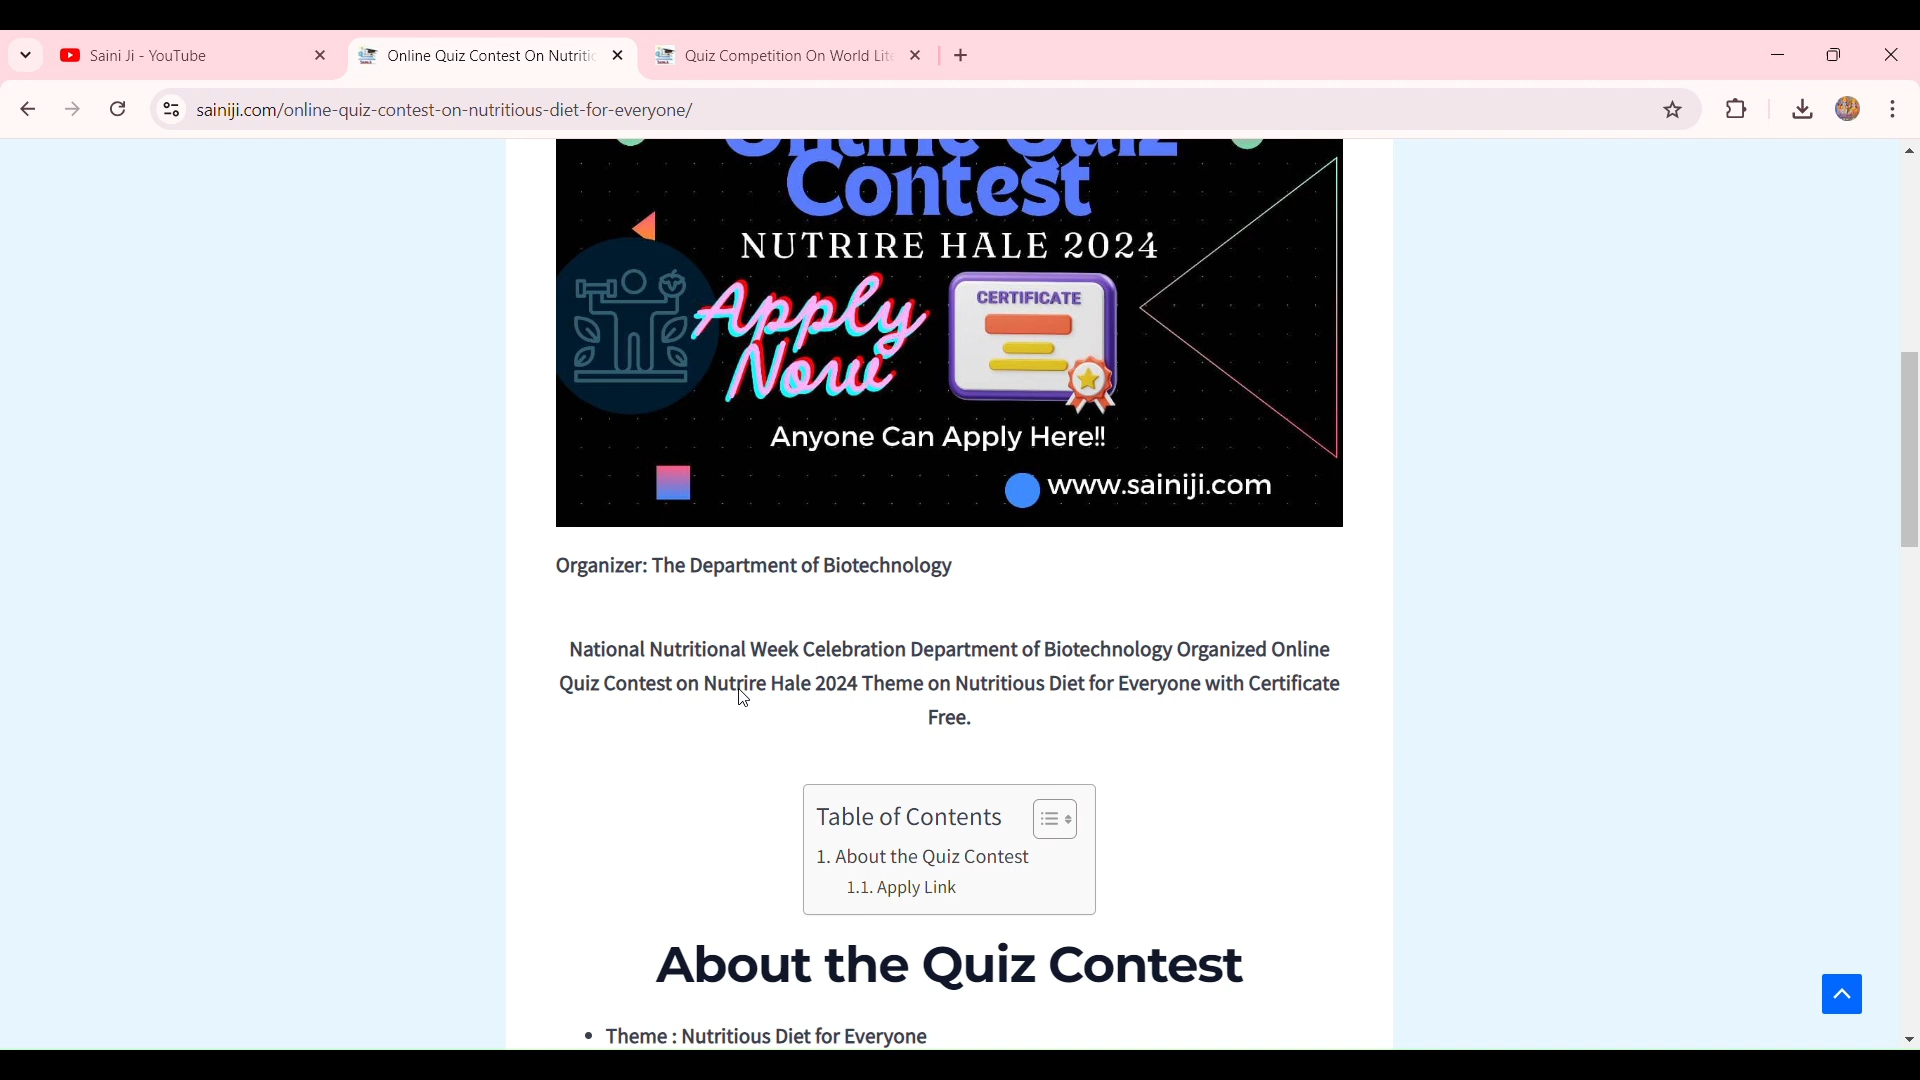 Saini Ji - YouTube
Online Quiz Contest On Nutritic
Quiz Competition On World Lite
sainiji.com/online-quiz-contest-on-nutritious-diet-for-everyone/
Online Quiz
Contest
NUTRIRE HALE 2024
Apply
Now
CERTIFICATE
Anyone Can Apply Here!!
www.sainiji.com
Organizer: The Department of Biotechnology
National Nutritional Week Celebration Department of Biotechnology Organized Online
Quiz Contest on Nutrire Hale 2024 Theme on Nutritious Diet for Everyone with Certificate
Free.
Table of Contents
1. About the Quiz Contest
1.1. Apply Link
About the Quiz Contest
• Theme : Nutritious Diet for Everyone